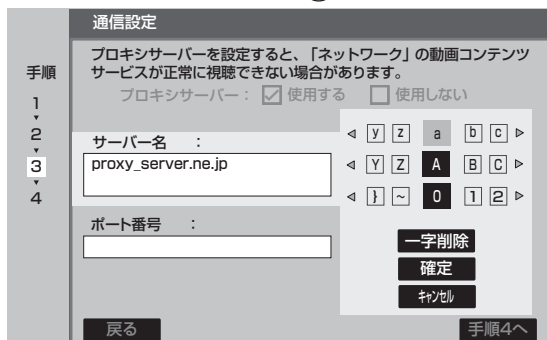 通信設定
プロキシサーバーを設定すると、「ネットワーク」の動画コンテンツ
サービスが正常に視聴できない場合があります。
プロキシサーバー： ☑ 使用する □ 使用しない
手順
1
2
3
4
サーバー名 ：
proxy_server.ne.jp
y z a b c
Y Z A B C
} ~ 0 1 2
ポート番号 ：
一字削除
確定
ｷｬﾝｾﾙ
戻る
手順4へ